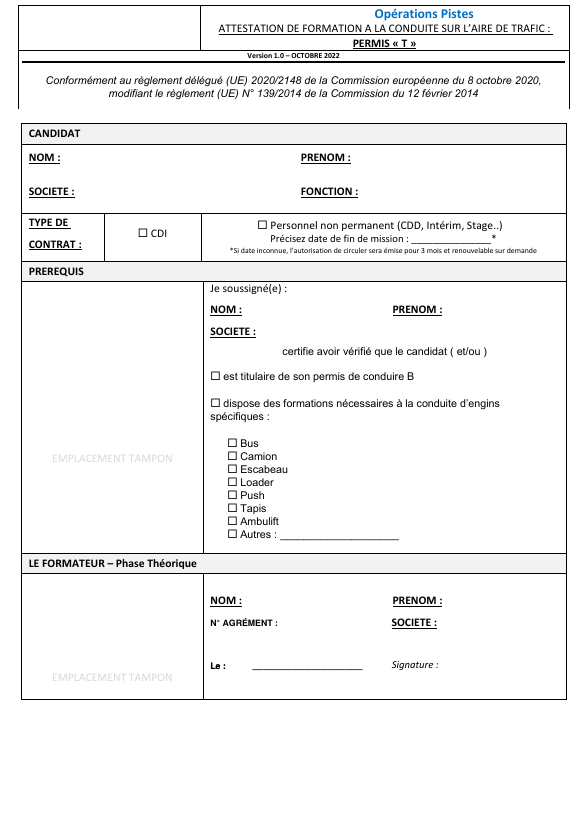 Opérations Pistes
ATTESTATION DE FORMATION A LA CONDUITE SUR L’AIRE DE TRAFIC :
PERMIS « T »
Version 1.0 – OCTOBRE 2022
Conformément au règlement délégué (UE) 2020/2148 de la Commission européenne du 8 octobre 2020,
modifiant le règlement (UE) N° 139/2014 de la Commission du 12 février 2014
CANDIDAT
NOM : PRENOM :
SOCIETE : FONCTION :
TYPE DE
CONTRAT :
☐ CDI
☐ Personnel non permanent (CDD, Intérim, Stage..)
Précisez date de fin de mission : _______________*
*Si date inconnue, l’autorisation de circuler sera émise pour 3 mois et renouvelable sur demande
PREREQUIS
EMPLACEMENT TAMPON
Je soussigné(e) :
NOM : PRENOM :
SOCIETE :
certifie avoir vérifié que le candidat ( et/ou )
☐ est titulaire de son permis de conduire B
☐ dispose des formations nécessaires à la conduite d’engins
spécifiques :
☐ Bus
☐ Camion
☐ Escabeau
☐ Loader
☐ Push
☐ Tapis
☐ Ambulift
☐ Autres : _____________________
LE FORMATEUR – Phase Théorique
NOM : PRENOM :
N° AGRÉMENT : SOCIETE :
Le : ____________________ Signature :
EMPLACEMENT TAMPON